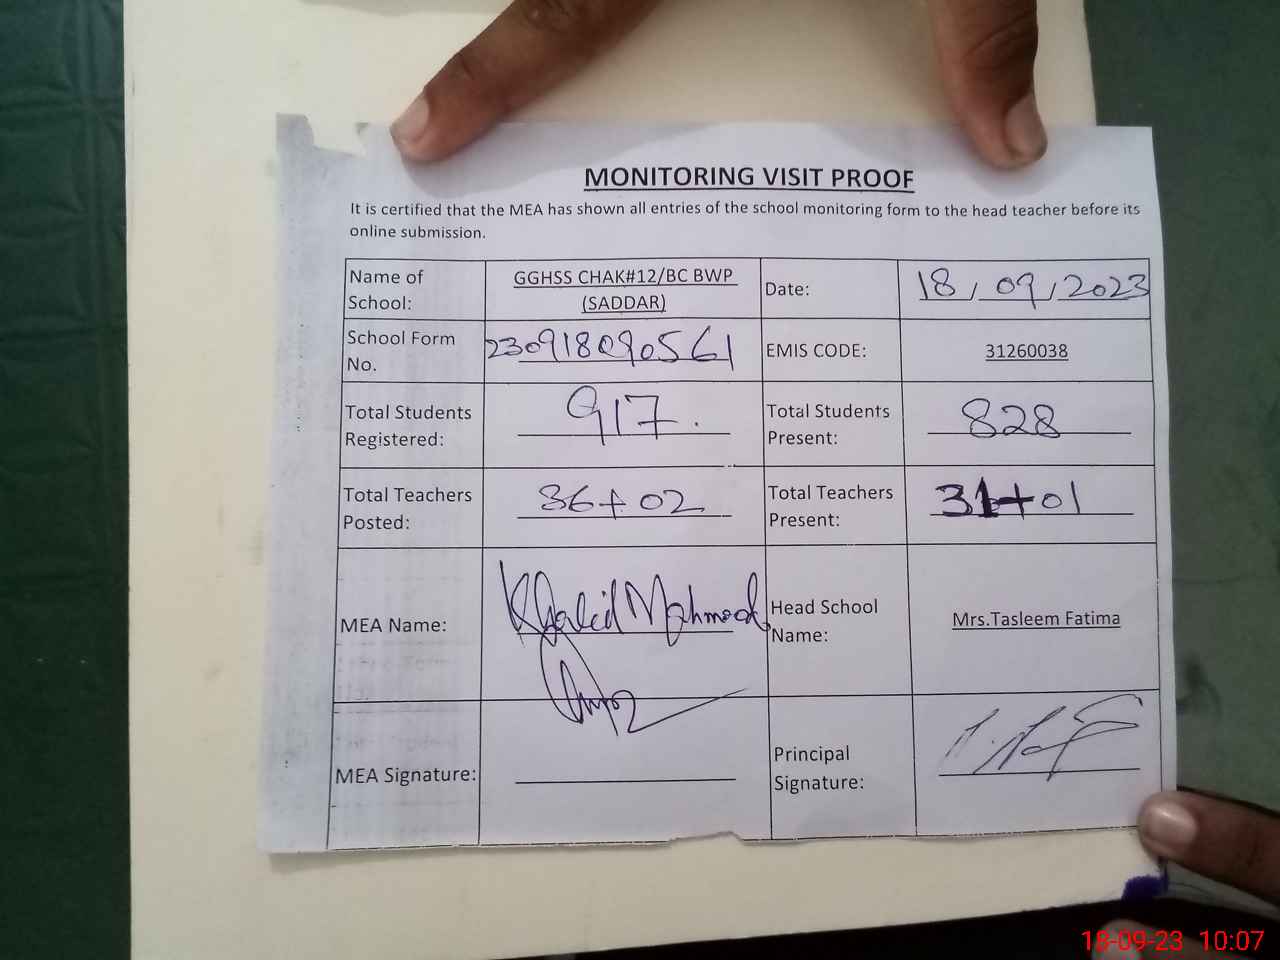 MONITORING VISIT PROOF
It is certified that the MEA has shown all entries of the school monitoring form to the head teacher before its
online submission.
Name of School: GGHSS CHAK#12/BC BWP (SADDAR) Date: 18/09/2023
School Form No. 230918090561 EMIS CODE: 31260038
Total Students Registered: 917. Total Students Present: 828
Total Teachers Posted: 36+02 Total Teachers Present: 31+01
MEA Name: Khalid Mahmood Head School Name: Mrs.Tasleem Fatima
MEA Signature: Principal Signature:
18-09-23 10:07